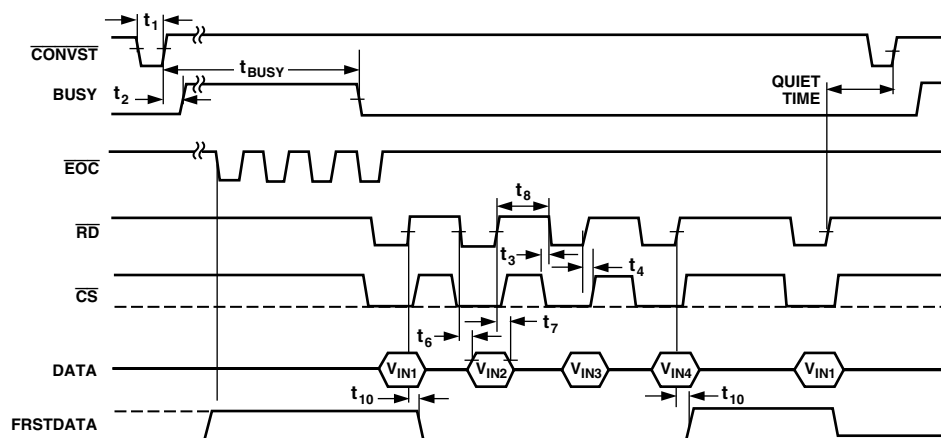 t1
CONVST
tBUSY
BUSY
t2
QUIET
TIME
EOC
t8
RD
t3
t4
CS
t6
t7
DATA
VIN1
VIN2
VIN3
VIN4
VIN1
t10
t10
FRSTDATA